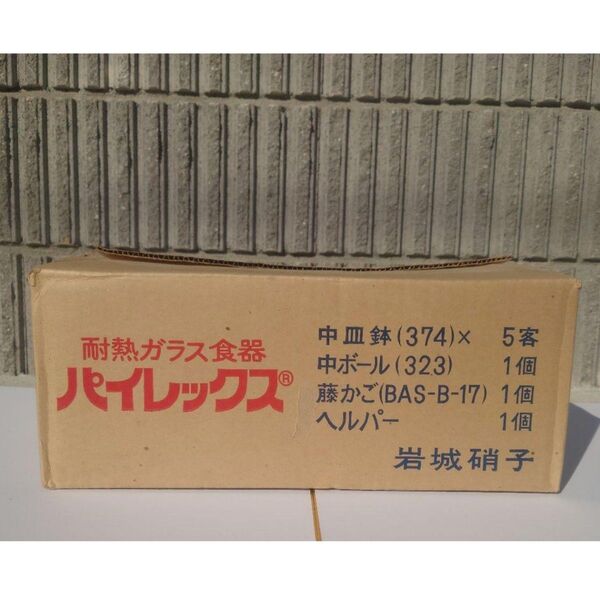 耐熱ガラス食器
パイレックス®
中皿鉢(374)× 5客
中ボール(323) 1個
藤かご(BAS-B-17) 1個
ヘルパー 1個
岩城硝子